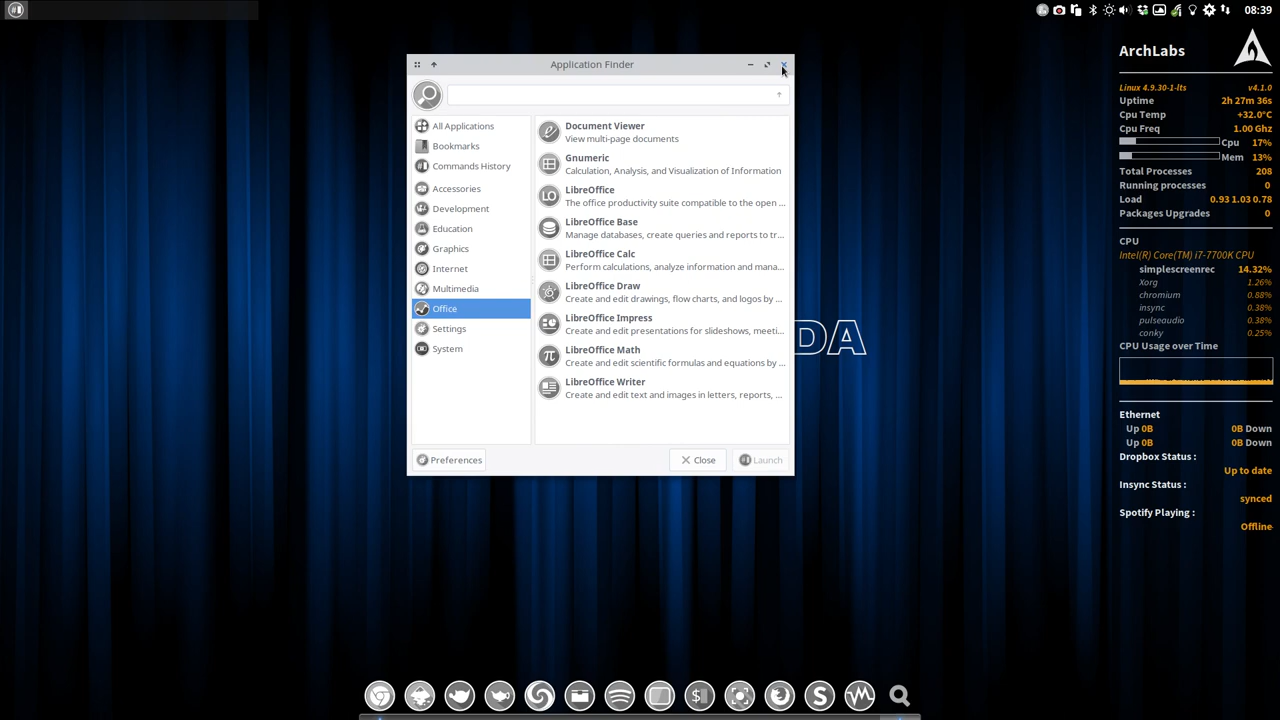 08:39
ArchLabs
Linux 4.9.30-1-lts v4.1.0
Uptime 2h 27m 36s
Cpu Temp +32.0°C
Cpu Freq 1.00 Ghz
Cpu 17%
Mem 13%
Total Processes 208
Running processes 0
Load 0.93 1.03 0.78
Packages Upgrades 0
CPU
Intel(R) Core(TM) i7-7700K CPU
simplescreenrec 14.32%
Xorg 1.26%
chromium 0.88%
insync 0.38%
pulseaudio 0.38%
conky 0.25%
CPU Usage over Time
Ethernet
Up 0B 0B Down
Up 0B 0B Down
Dropbox Status :
Up to date
Insync Status :
synced
Spotify Playing :
Offline
Application Finder
All Applications
Bookmarks
Commands History
Accessories
Development
Education
Graphics
Internet
Multimedia
Office
Settings
System
Document Viewer
View multi-page documents
Gnumeric
Calculation, Analysis, and Visualization of Information
LO
LibreOffice
The office productivity suite compatible to the open ...
LibreOffice Base
Manage databases, create queries and reports to tr...
LibreOffice Calc
Perform calculations, analyze information and mana...
LibreOffice Draw
Create and edit drawings, flow charts, and logos by ...
LibreOffice Impress
Create and edit presentations for slideshows, meeti...
π
LibreOffice Math
Create and edit scientific formulas and equations by ...
LibreOffice Writer
Create and edit text and images in letters, reports, ...
Preferences
Close
Launch
DA
$
S